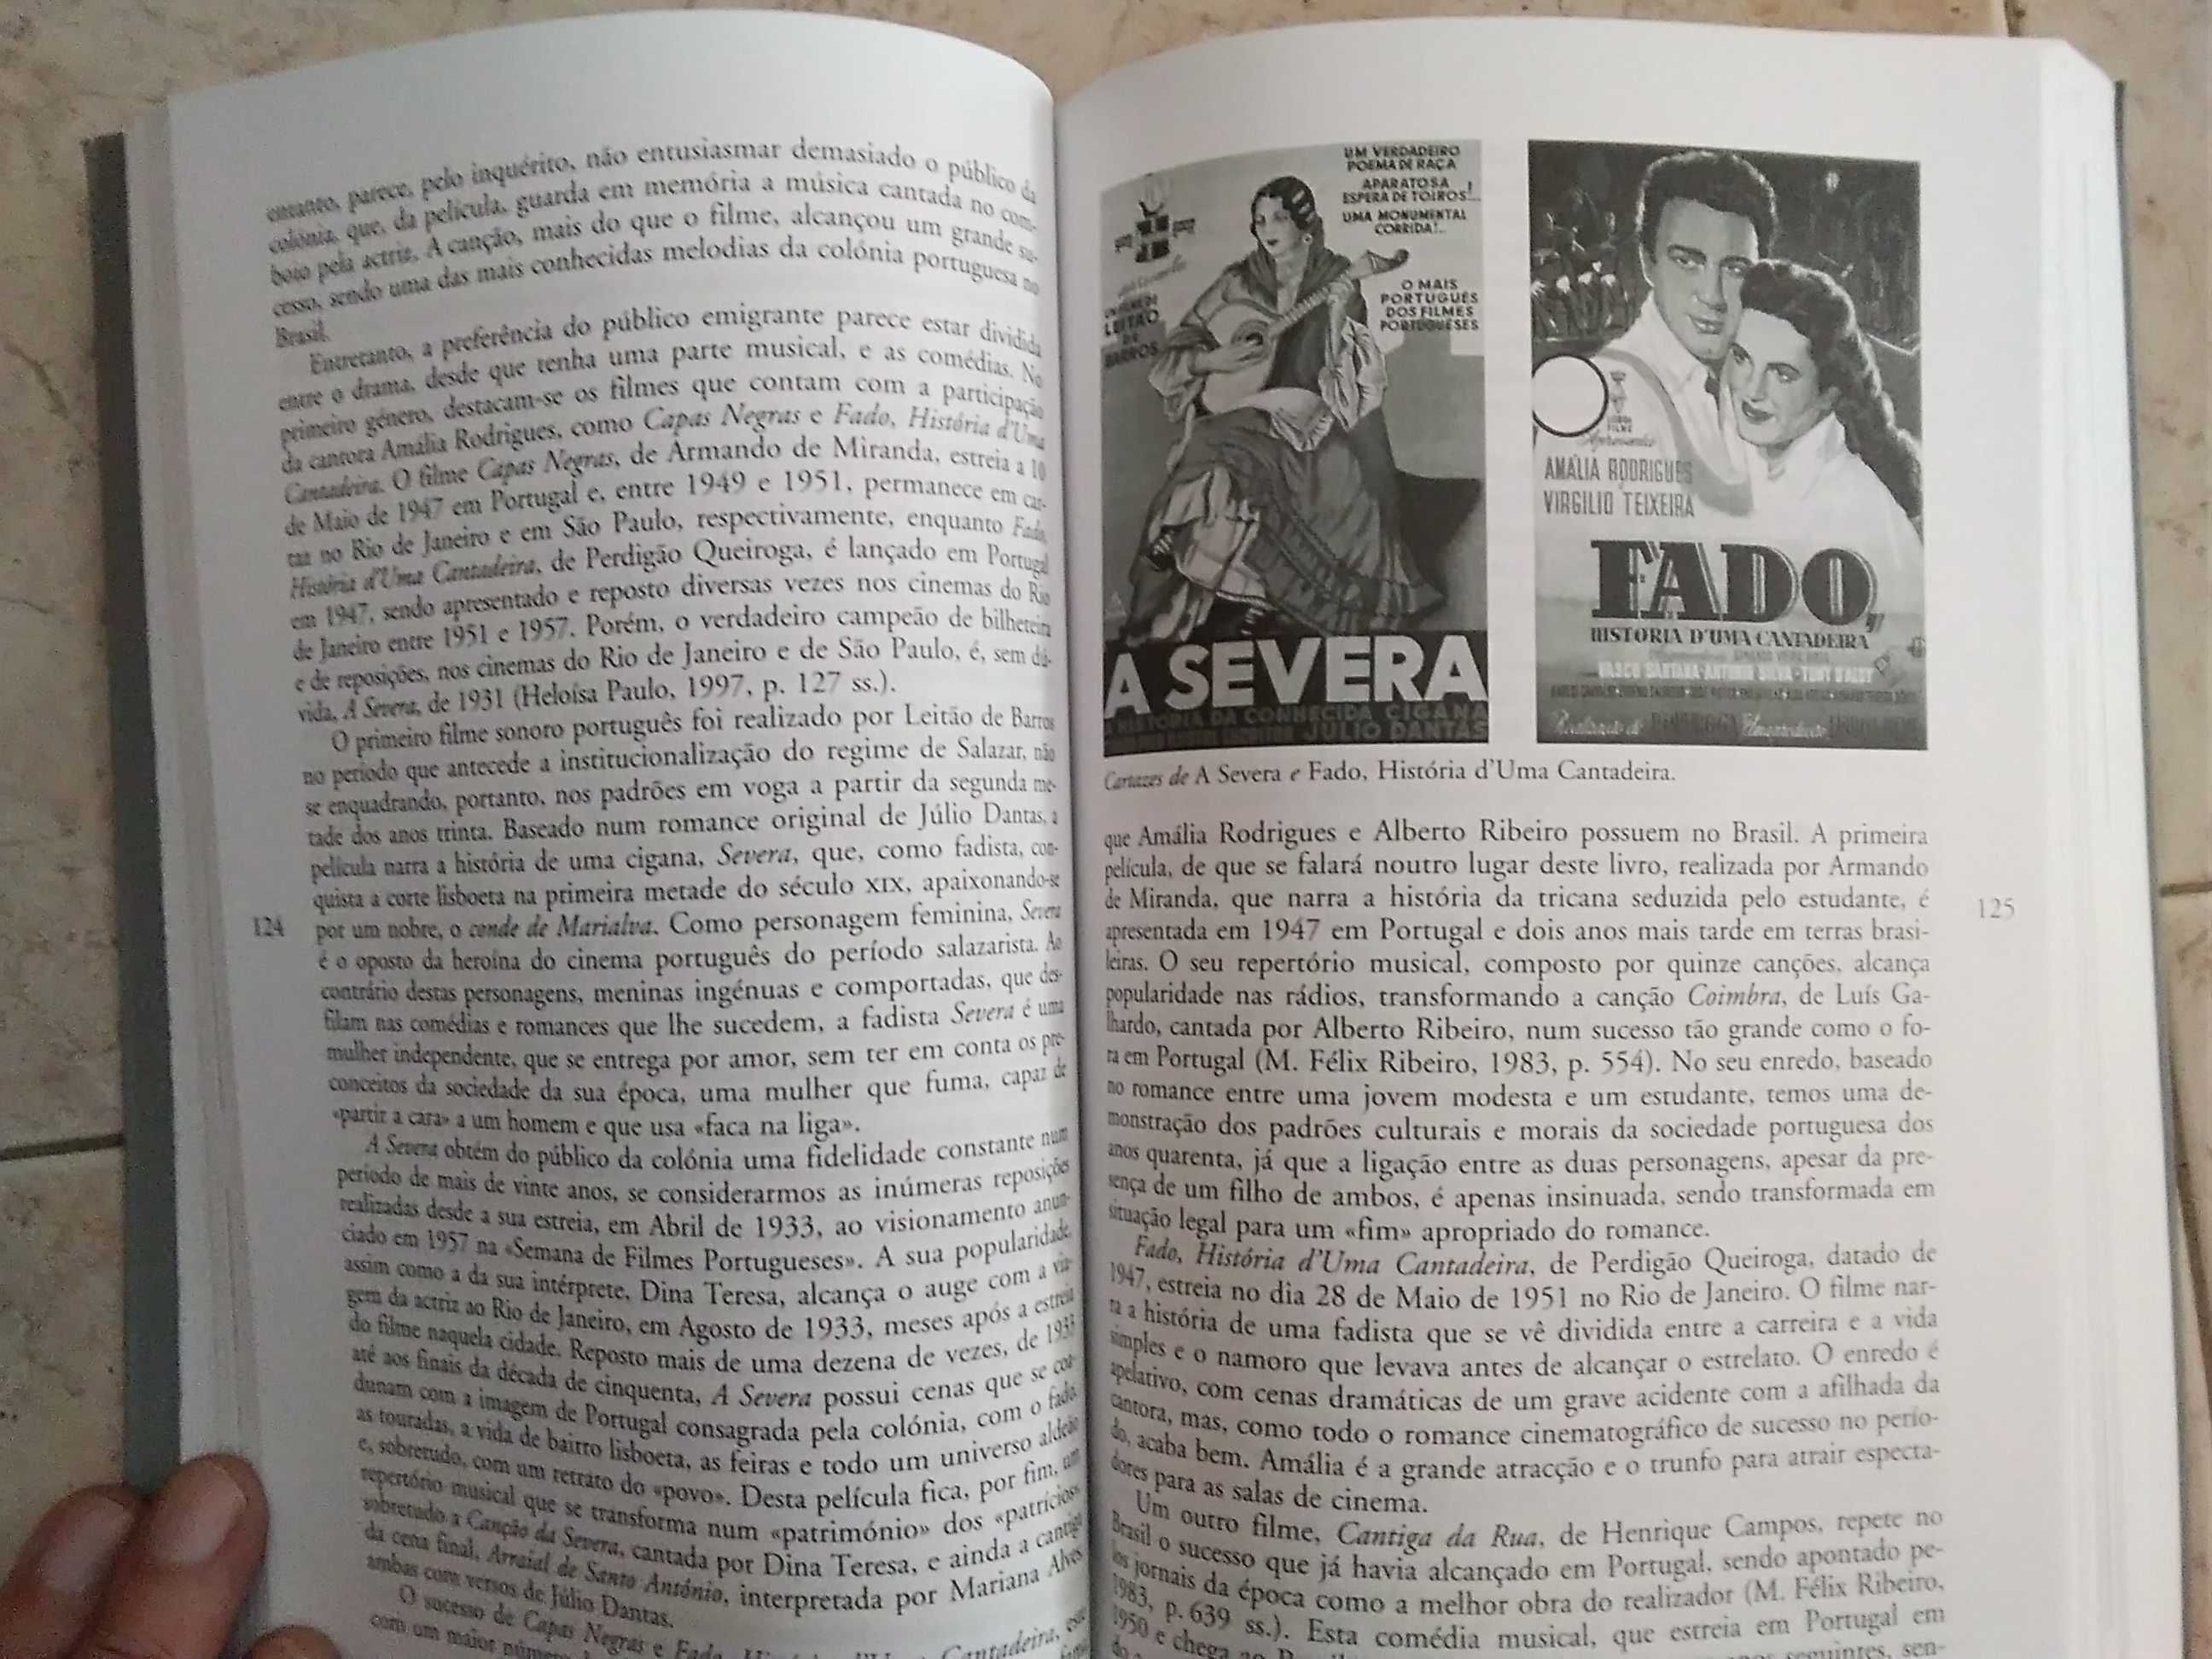 entanto, parece, pelo inquérito, não entusiasmar demasiado o público da
colónia, que, da película, guarda em memória a música cantada no com-
boio pela actriz. A canção, mais do que o filme, alcançou um grande su-
cesso, sendo uma das mais conhecidas melodias da colónia portuguesa no
Brasil.
Entretanto, a preferência do público emigrante parece estar dividida
entre o drama, desde que tenha uma parte musical, e as comédias. No
primeiro género, destacam-se os filmes que contam com a participação
da cantora Amália Rodrigues, como Capas Negras e Fado, História d'Uma
Cantadeira. O filme Capas Negras, de Armando de Miranda, estreia a 10
de Maio de 1947 em Portugal e, entre 1949 e 1951, permanece em car-
taz no Rio de Janeiro e em São Paulo, respectivamente, enquanto Fado,
História d'Uma Cantadeira, de Perdigão Queiroga, é lançado em Portugal
em 1947, sendo apresentado e reposto diversas vezes nos cinemas do Rio
de Janeiro entre 1951 e 1957. Porém, o verdadeiro campeão de bilheteira
e de reposições, nos cinemas do Rio de Janeiro e de São Paulo, é, sem dú-
vida, A Severa, de 1931 (Heloísa Paulo, 1997, p. 127 ss.).
O primeiro filme sonoro português foi realizado por Leitão de Barros
no período que antecede a institucionalização do regime de Salazar, não
se enquadrando, portanto, nos padrões em voga a partir da segunda me-
tade dos anos trinta. Baseado num romance original de Júlio Dantas, a
película narra a história de uma cigana, Severa, que, como fadista, con-
quista a corte lisboeta na primeira metade do século XIX, apaixonando-se
por um nobre, o conde de Marialva. Como personagem feminina, Severa
é o oposto da heroína do cinema português do período salazarista. Ao
contrário destas personagens, meninas ingénuas e comportadas, que des-
filam nas comédias e romances que lhe sucedem, a fadista Severa é uma
mulher independente, que se entrega por amor, sem ter em conta os pre-
conceitos da sociedade da sua época, uma mulher que fuma, capaz de
«partir a cara» a um homem e que usa «faca na liga».
A Severa obtém do público da colónia uma fidelidade constante num
período de mais de vinte anos, se considerarmos as inúmeras reposições
realizadas desde a sua estreia, em Abril de 1933, ao visionamento anun-
ciado em 1957 na «Semana de Filmes Portugueses». A sua popularidade,
assim como a da sua intérprete, Dina Teresa, alcança o auge com a via-
gem da actriz ao Rio de Janeiro, em Agosto de 1933, meses após a estreia
do filme naquela cidade. Reposto mais de uma dezena de vezes, de 1933
até aos finais da década de cinquenta, A Severa possui cenas que se coa-
dunam com a imagem de Portugal consagrada pela colónia, com o fado,
as touradas, a vida de bairro lisboeta, as feiras e todo um universo aldeão
e, sobretudo, com um retrato do «povo». Desta película fica, por fim, um
repertório musical que se transforma num «património» dos «patrícios»,
sobretudo a Canção da Severa, cantada por Dina Teresa, e ainda a cantiga
da cena final, Arraial de Santo António, interpretada por Mariana Alves
ambas com versos de Júlio Dantas.
O sucesso de Capas Negras e Fado, Cantadeira,
com um maior
124
UM VERDADEIRO
POEMA DE RAÇA
APARATOSA
ESPERA DE TOIROS!..
UMA MONUMENTAL
CORRIDA!..
O MAIS
PORTUGUÊS
DOS FILMES
PORTUGUESES
LEITÃO
DE
BARROS
A SEVERA
A HISTORIA DA CONHECIDA CIGANA
JULIO DANTAS
AMÁLIA RODRIGUES
VIRGILIO TEIXEIRA
FADO,
HISTORIA D'UMA CANTADEIRA
VASCO SANTANA-ANTONIO SILVA-TONY D'ALGY
Realização de
Cartazes de A Severa e Fado, História d'Uma Cantadeira.
que Amália Rodrigues e Alberto Ribeiro possuem no Brasil. A primeira
película, de que se falará noutro lugar deste livro, realizada por Armando
de Miranda, que narra a história da tricana seduzida pelo estudante, é
apresentada em 1947 em Portugal e dois anos mais tarde em terras brasi-
leiras. O seu repertório musical, composto por quinze canções, alcança
popularidade nas rádios, transformando a canção Coimbra, de Luís Ga-
lhardo, cantada por Alberto Ribeiro, num sucesso tão grande como o fo-
ra em Portugal (M. Félix Ribeiro, 1983, p. 554). No seu enredo, baseado
no romance entre uma jovem modesta e um estudante, temos uma de-
monstração dos padrões culturais e morais da sociedade portuguesa dos
anos quarenta, já que a ligação entre as duas personagens, apesar da pre-
sença de um filho de ambos, é apenas insinuada, sendo transformada em
situação legal para um «fim» apropriado do romance.
Fado, História d'Uma Cantadeira, de Perdigão Queiroga, datado de
1947, estreia no dia 28 de Maio de 1951 no Rio de Janeiro. O filme nar-
ra a história de uma fadista que se vê dividida entre a carreira e a vida
simples e o namoro que levava antes de alcançar o estrelato. O enredo é
apelativo, com cenas dramáticas de um grave acidente com a afilhada da
cantora, mas, como todo o romance cinematográfico de sucesso no perío-
do, acaba bem. Amália é a grande atracção e o trunfo para atrair especta-
dores para as salas de cinema.
Um outro filme, Cantiga da Rua, de Henrique Campos, repete no
Brasil o sucesso que já havia alcançado em Portugal, sendo apontado pe-
los jornais da época como a melhor obra do realizador (M. Félix Ribeiro,
1983, p. 639 ss.). Esta comédia musical, que estreia em Portugal em
1950 e chega ao seguintes, sen-
125